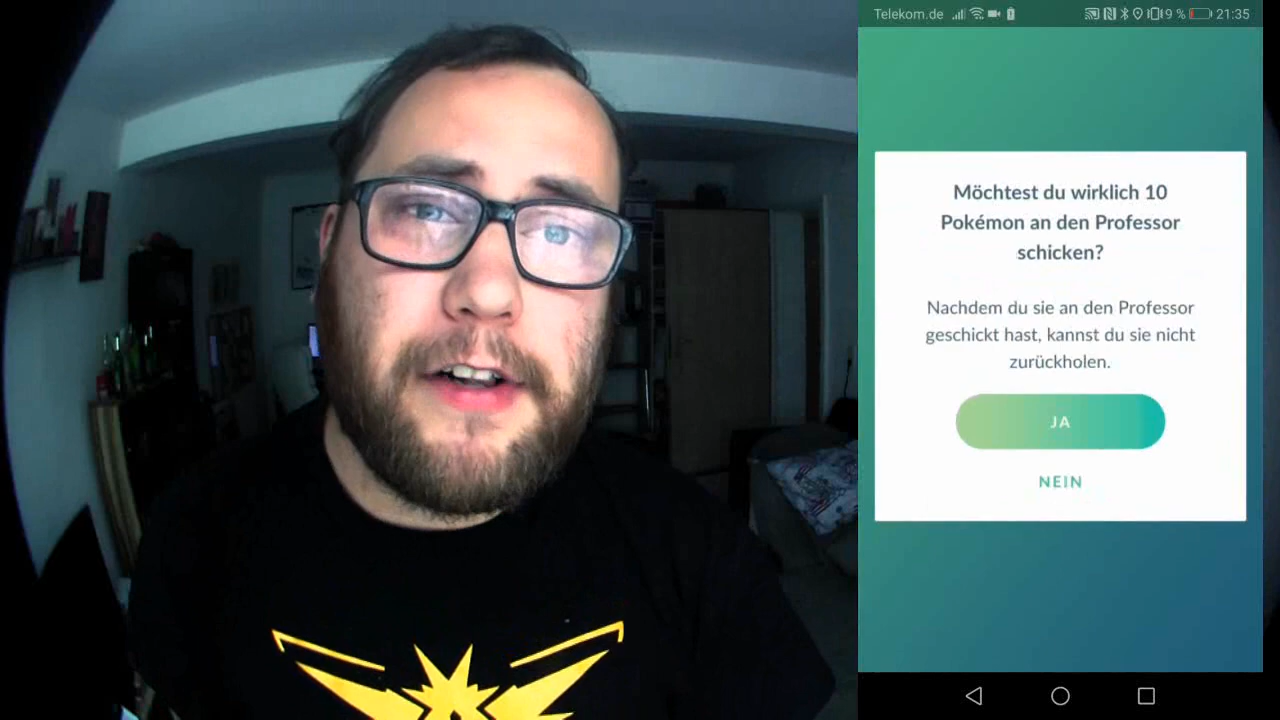 Telekom.de 9 % 21:35
Möchtest du wirklich 10
Pokémon an den Professor
schicken?
Nachdem du sie an den Professor
geschickt hast, kannst du sie nicht
zurückholen.
JA
NEIN